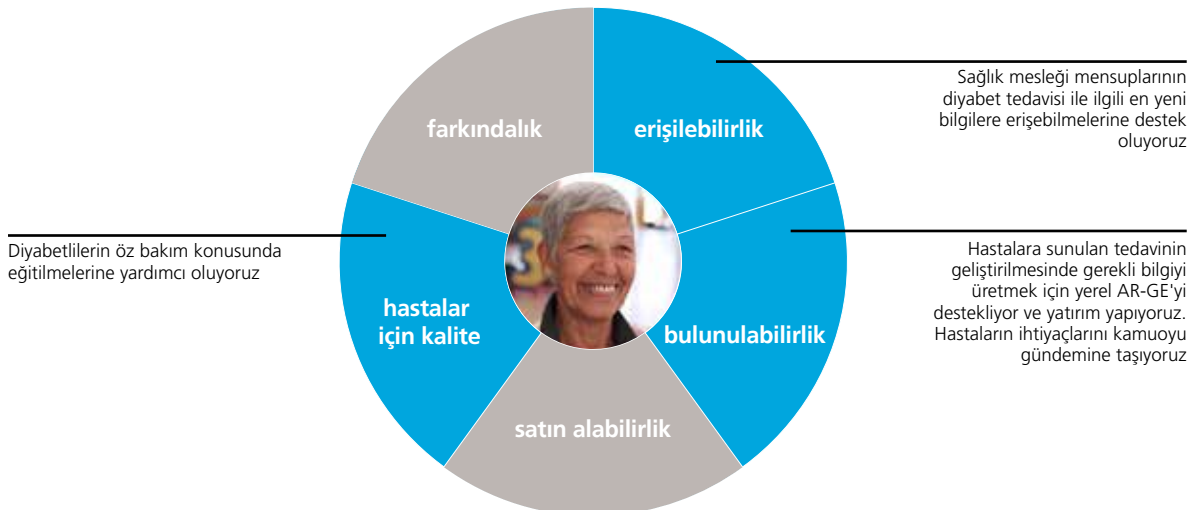 farkındalık
erişilebilirlik
Sağlık mesleği mensuplarının
diyabet tedavisi ile ilgili en yeni
bilgilere erişebilmelerine destek
oluyoruz
Diyabetlilerin öz bakım konusunda
eğitilmelerine yardımcı oluyoruz
hastalar
için kalite
bulunulabilirlik
Hastalara sunulan tedavinin
geliştirilmesinde gerekli bilgiyi
üretmek için yerel AR-GE'yi
destekliyor ve yatırım yapıyoruz.
Hastaların ihtiyaçlarını kamuoyu
gündemine taşıyoruz
satın alabilirlik